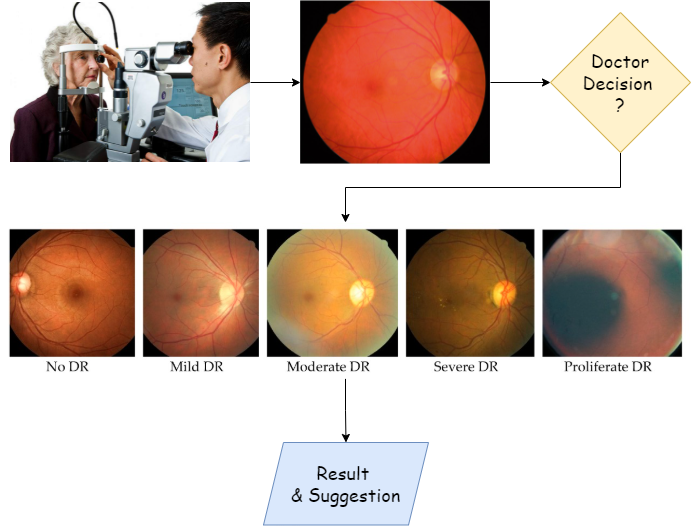 Doctor
Decision
?
No DR
Mild DR
Moderate DR
Severe DR
Proliferate DR
Result
& Suggestion